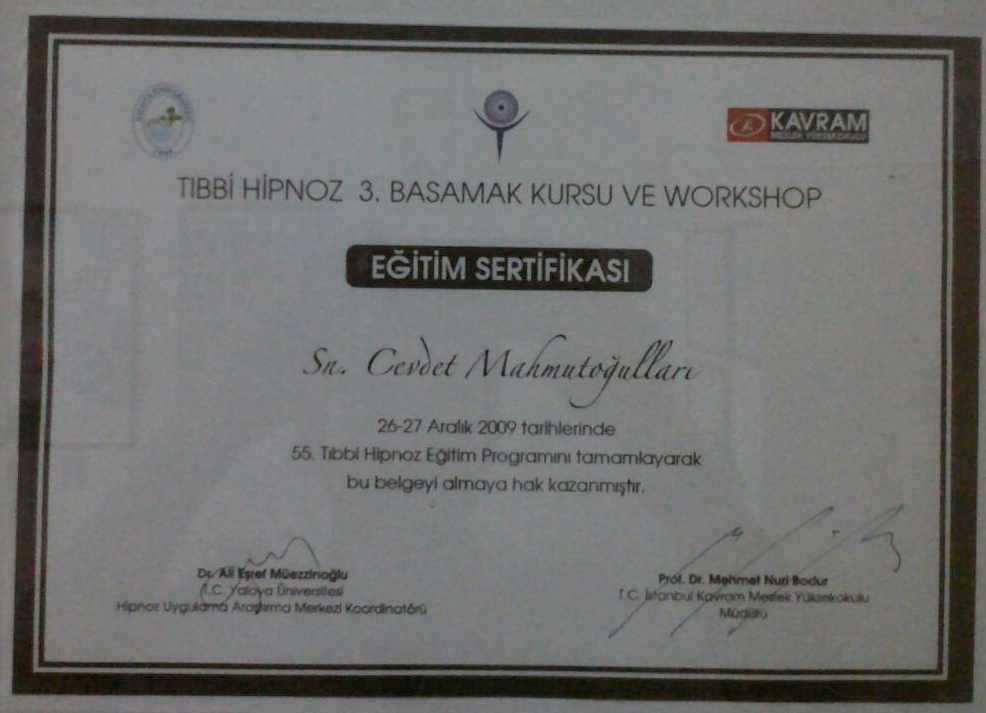 KAVRAM
MESLEK YÜKSEKOKULU
TIBBİ HİPNOZ 3. BASAMAK KURSU VE WORKSHOP
EĞİTİM SERTİFİKASI
Sn. Cevdet Mahmutoğulları
26-27 Aralık 2009 tarihlerinde
55. Tıbbi Hipnoz Eğitim Programını tamamlayarak
bu belgeyi almaya hak kazanmıştır.
Dr. Ali Eşref Müezzinoğlu
T.C. Yalova Üniversitesi
Hipnoz Uygulama Araştırma Merkezi Koordinatörü
Prof. Dr. Mehmet Nuri Bodur
T.C. İstanbul Kavram Meslek Yüksekokulu
Müdürü